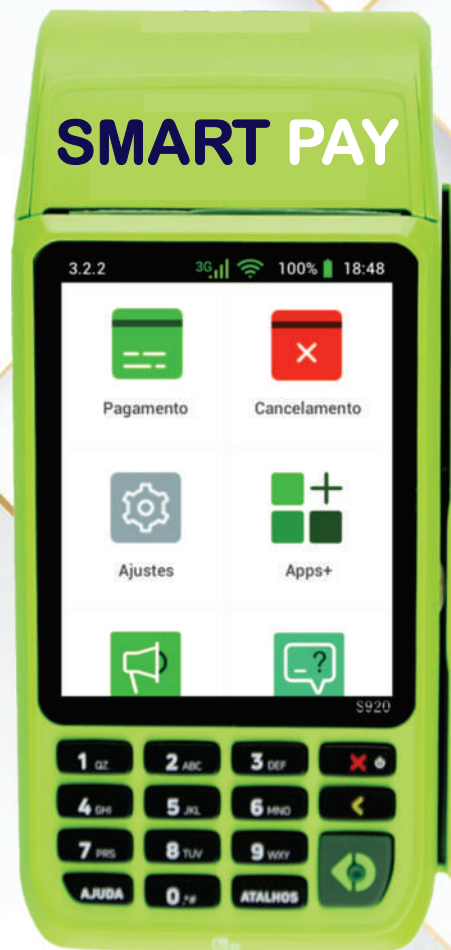 SMART PAY
3.2.2 3G 100% 18:48
Pagamento Cancelamento
Ajustes Apps+
?
S920
1 QZ 2 ABC 3 DEF
4 GHI 5 JKL 6 MNO
7 PRS 8 TUV 9 WXY
AJUDA 0 ,*# ATALHOS